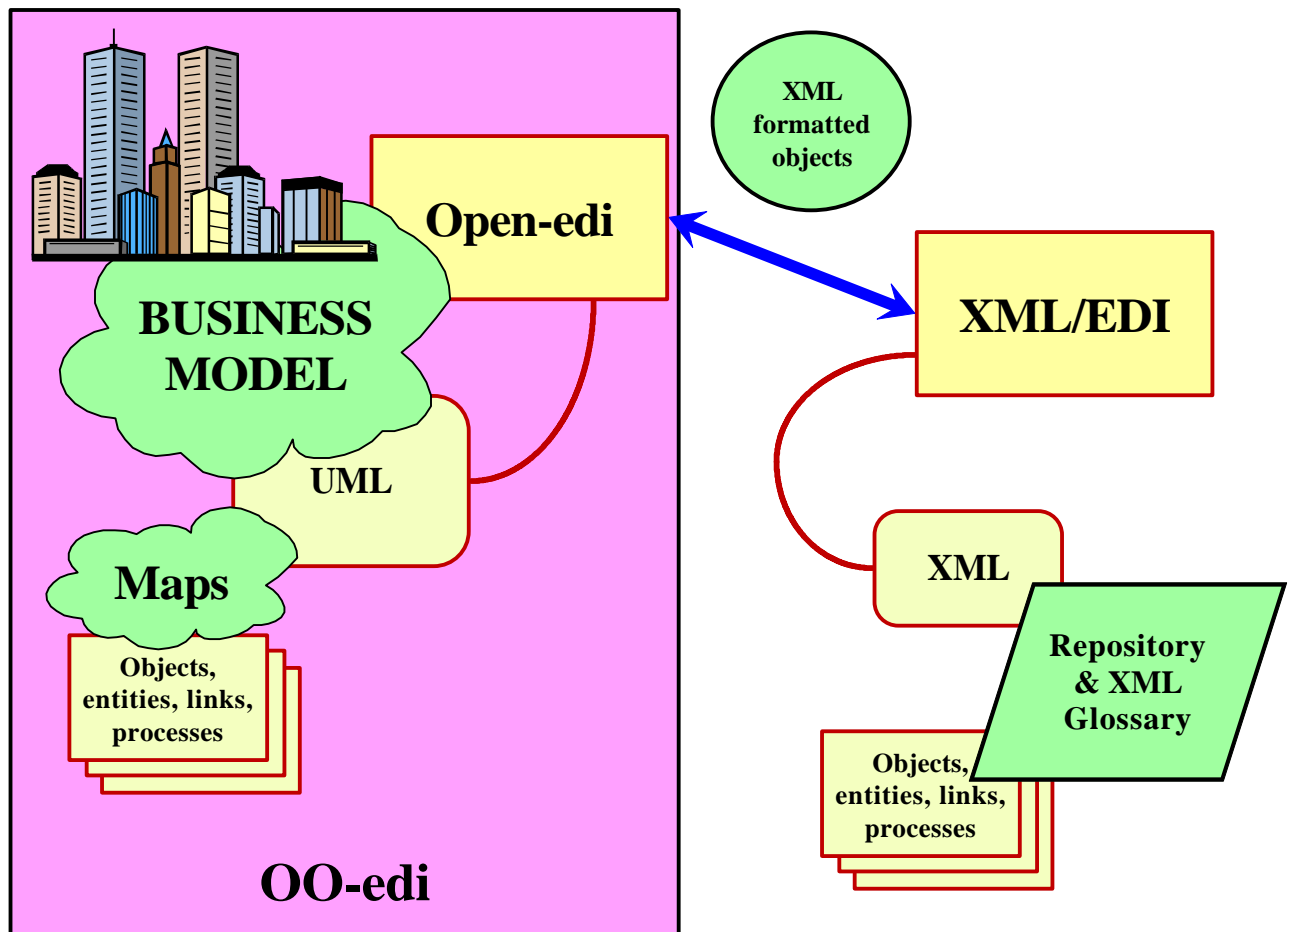 XML
formatted
objects
Open-edi
BUSINESS
MODEL
XML/EDI
UML
Maps
XML
Objects,
entities, links,
processes
Repository
& XML
Glossary
Objects,
entities, links,
processes
OO-edi